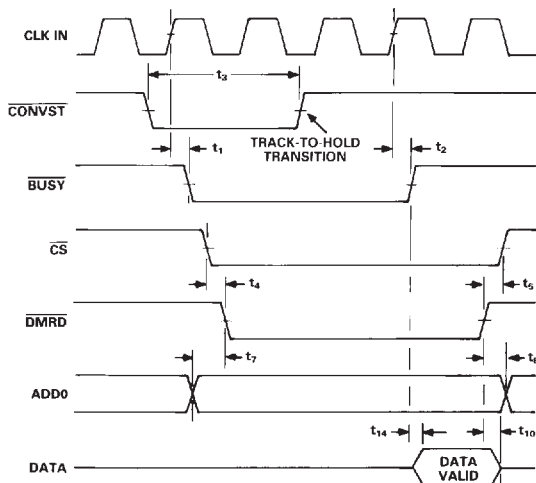 CLK IN
t3
CONVST
t1
TRACK-TO-HOLD
TRANSITION
t2
BUSY
CS
t4
t5
DMRD
t7
t8
ADD0
t14
t10
DATA
DATA
VALID